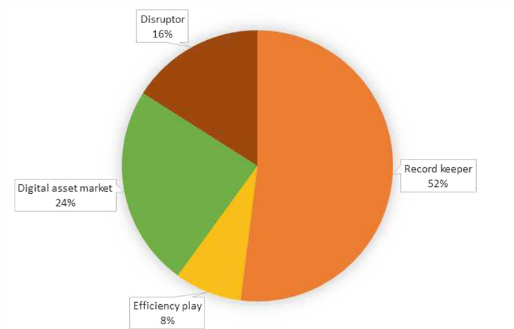 Disruptor
16%
Record keeper
52%
Digital asset market
24%
Efficiency play
8%